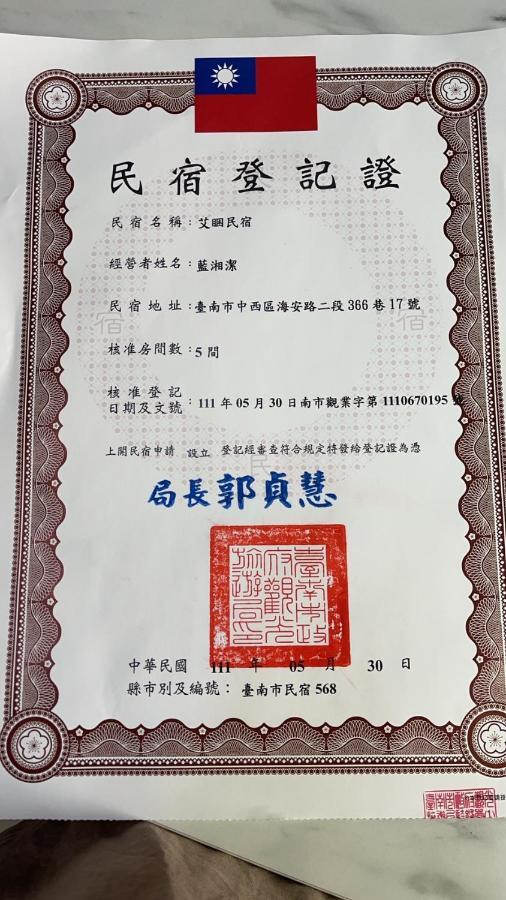 民宿登記證
民宿名稱：艾睏民宿
經營者姓名：藍湘潔
民宿地址：臺南市中西區海安路二段366巷17號
核准房間數：5間
核准登記
日期及文號：111年05月30日南市觀業字第1110670195號
上開民宿申請 設立 登記經審查符合規定特發給登記證為憑
局長郭貞慧
臺南市政
府觀光
旅遊局印
中華民國 111 年 05 月 30 日
縣市別及編號：臺南市民宿568
宿
宿
民